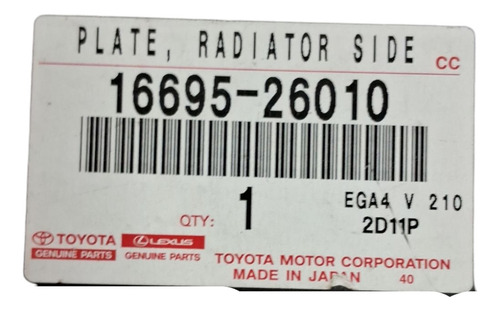 PLATE, RADIATOR SIDE
CC
16695-26010
QTY: 1
EGA4 V 210
2D11P
TOYOTA
GENUINE PARTS
LEXUS
GENUINE PARTS
TOYOTA MOTOR CORPORATION
MADE IN JAPAN 40